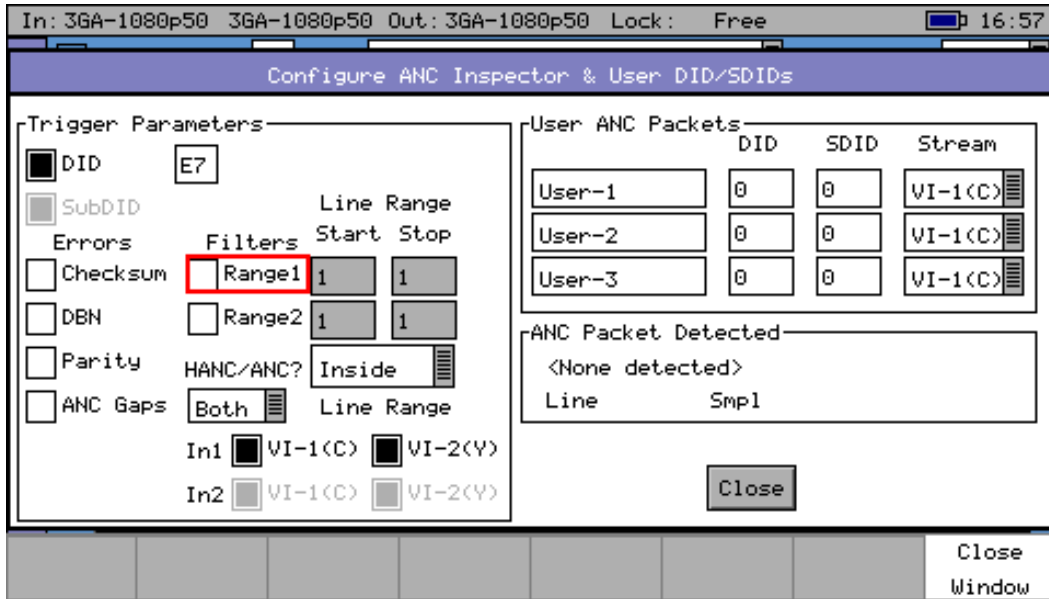 In: 3GA-1080p50 3GA-1080p50 Out: 3GA-1080p50 Lock: Free 16:57
Configure ANC Inspector & User DID/SDIDs
Trigger Parameters
DID E7
SubDID
Line Range
Errors Filters Start Stop
Checksum Range1 1 1
DBN Range2 1 1
Parity HANC/ANC? Inside
ANC Gaps Both Line Range
In1 VI-1(C) VI-2(Y)
In2 VI-1(C) VI-2(Y)
User ANC Packets
DID SDID Stream
User-1 0 0 VI-1(C)
User-2 0 0 VI-1(C)
User-3 0 0 VI-1(C)
ANC Packet Detected
<None detected>
Line Smpl
Close
Close
Window